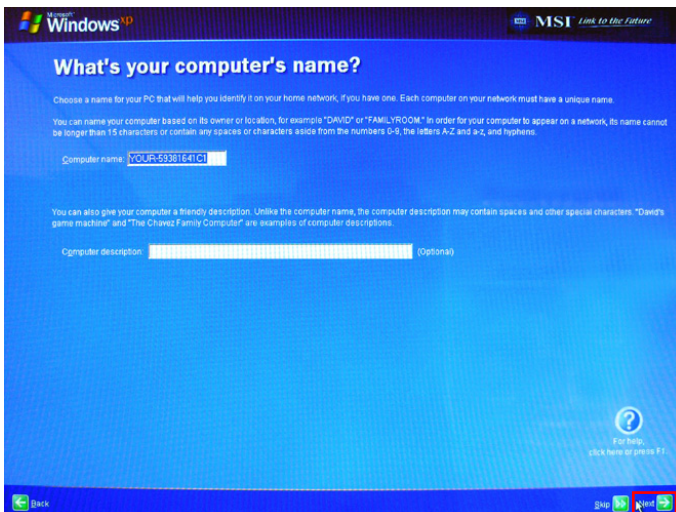 Microsoft
Windows xp
MSI Link to the Future
What's your computer's name?
Choose a name for your PC that will help you identify it on your home network, if you have one. Each computer on your network must have a unique name.
You can name your computer based on its owner or location, for example "DAVID" or "FAMILYROOM." In order for your computer to appear on a network, its name cannot
be longer than 15 characters or contain any spaces or characters aside from the numbers 0-9, the letters A-Z and a-z, and hyphens.
Computer name: YOUR-59381641C1
You can also give your computer a friendly description. Unlike the computer name, the computer description may contain spaces and other special characters. "David's
game machine" and "The Chavez Family Computer" are examples of computer descriptions.
Computer description: (Optional)
For help,
click here or press F1.
Back
Skip
Next